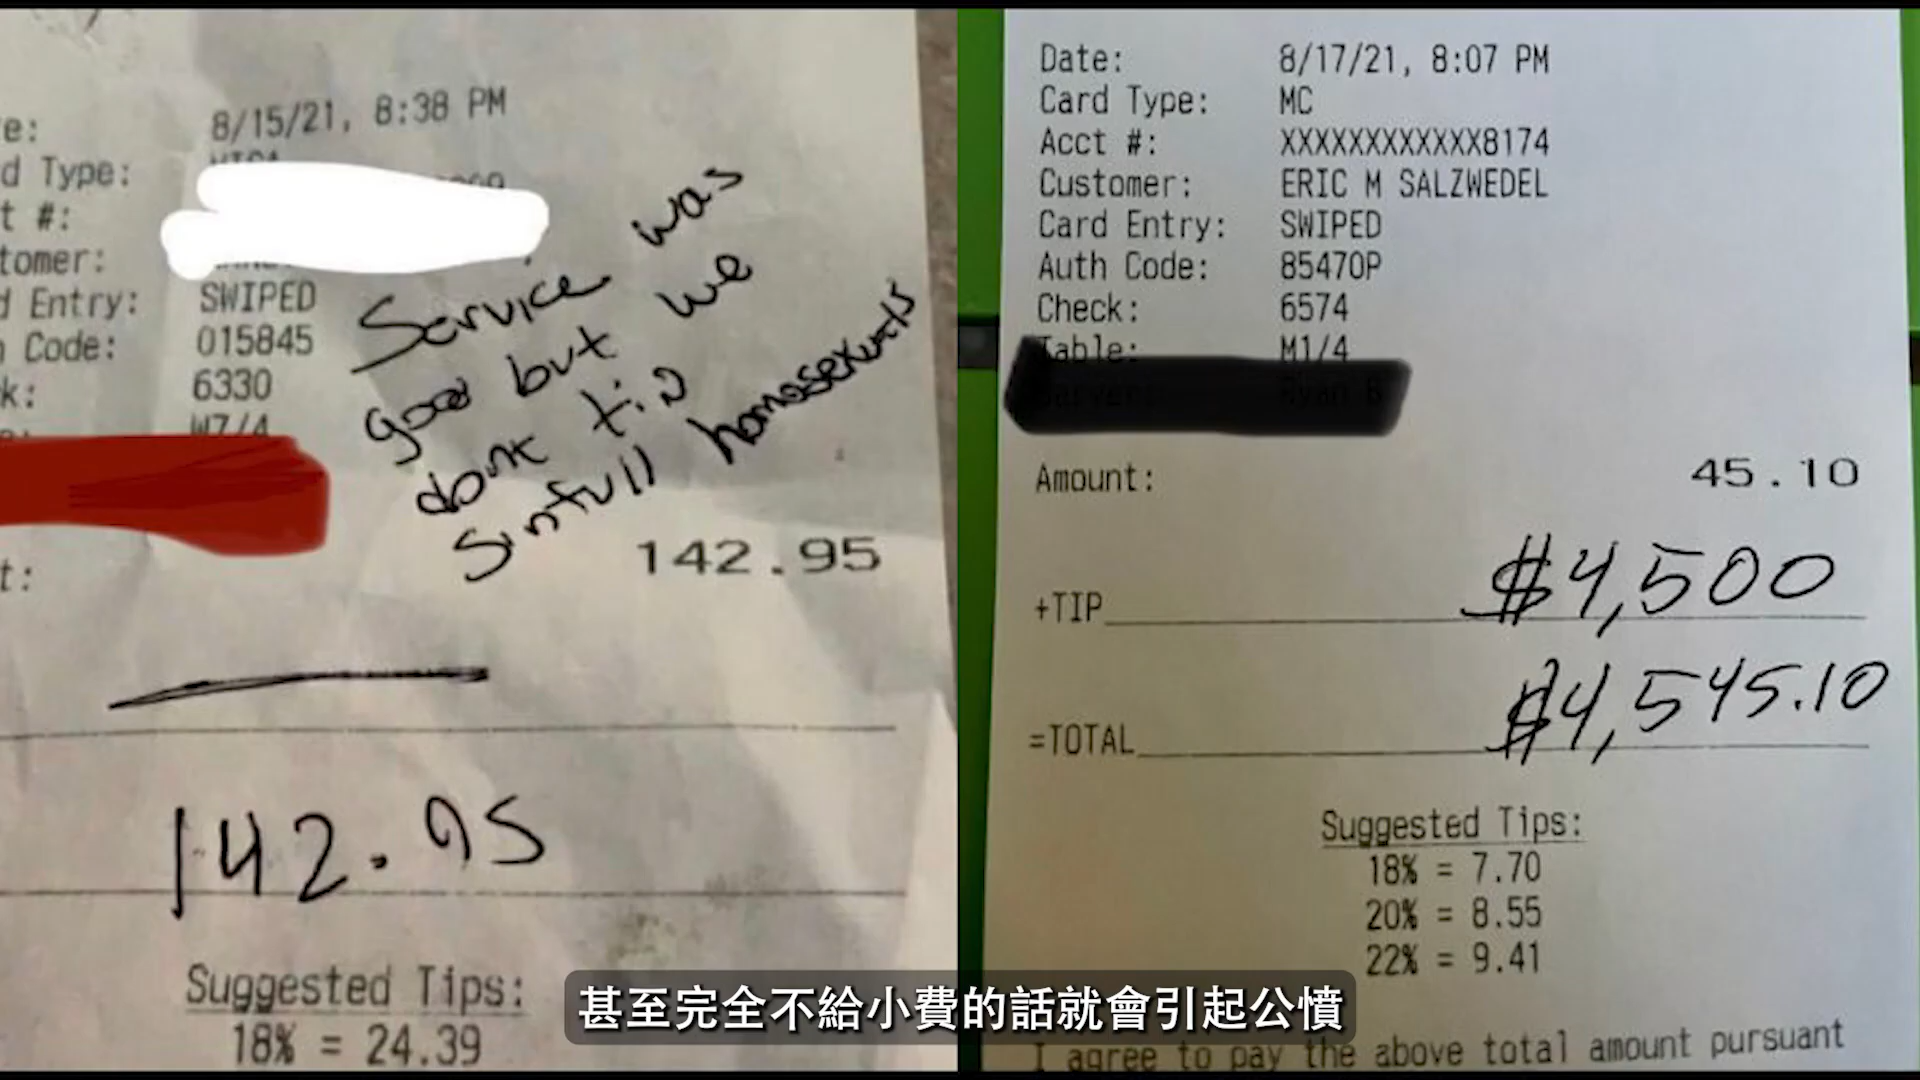 e:
8/15/21, 8:38 PM
d Type:
t #:
tomer:
d Entry:
SWIPED
Code:
015845
k:
6330
W7/4
Service was
good but we
dont tip
sinfull homosexuals
t:
142.95
142.95
Suggested Tips:
18% = 24.39
Date: 8/17/21, 8:07 PM
Card Type: MC
Acct #: XXXXXXXXXXXX8174
Customer: ERIC M SALZWEDEL
Card Entry: SWIPED
Auth Code: 85470P
Check: 6574
Table: M1/4
Server: Ryan B
Amount: 45.10
+TIP $4,500
=TOTAL $4,545.10
Suggested Tips:
18% = 7.70
20% = 8.55
22% = 9.41
I agree to pay the above total amount pursuant
甚至完全不給小費的話就會引起公憤